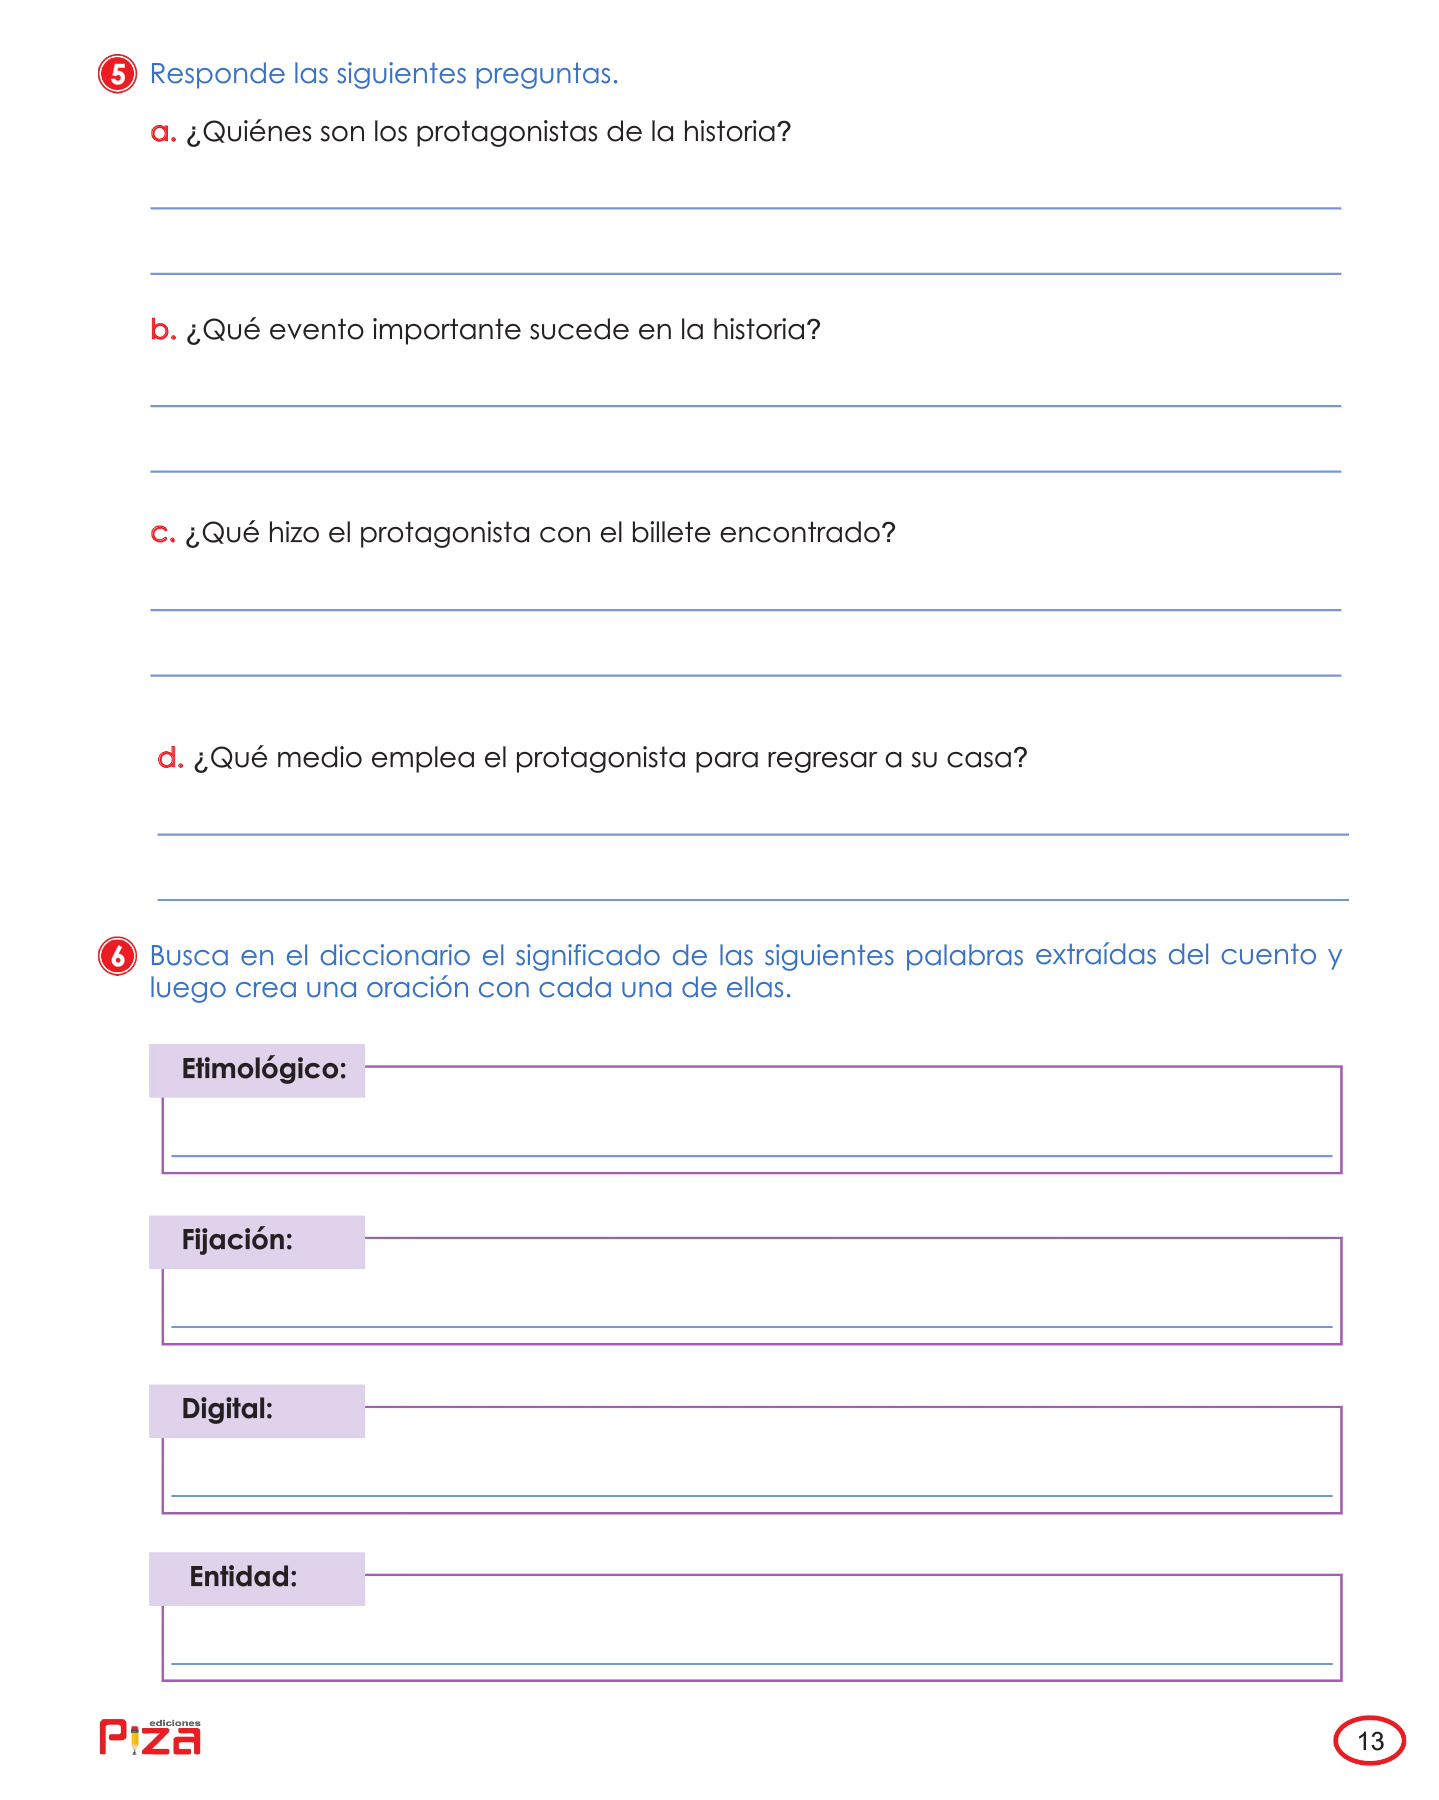 5 Responde las siguientes preguntas.
a. ¿Quiénes son los protagonistas de la historia?
b. ¿Qué evento importante sucede en la historia?
c. ¿Qué hizo el protagonista con el billete encontrado?
d. ¿Qué medio emplea el protagonista para regresar a su casa?
6 Busca en el diccionario el significado de las siguientes palabras extraídas del cuento y
luego crea una oración con cada una de ellas.
Etimológico:
Fijación:
Digital:
Entidad:
ediciones
Piza
13